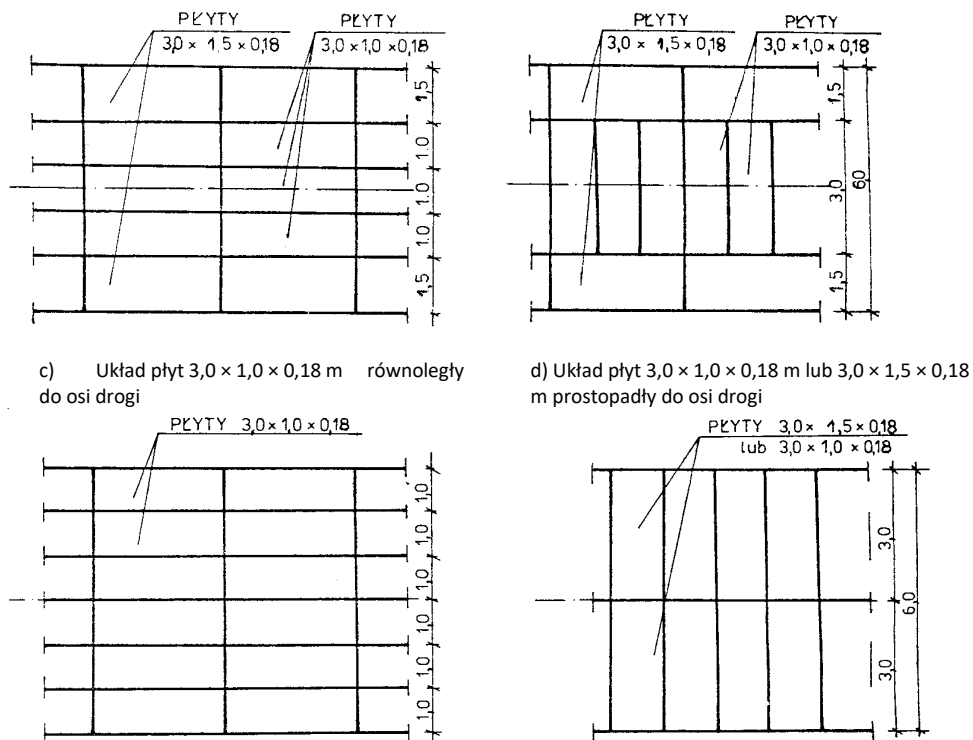 PŁYTY
3,0 × 1,5 × 0,18
3,0 × 1,0 × 0,18
1,5
1.0
1.0
1.0
1,5
PŁYTY
3,0 × 1,5 × 0,18
3,0 × 1,0 × 0,18
1,5
3,0
1,5
6,0
c) Układ płyt 3,0 × 1,0 × 0,18 m równoległy
do osi drogi
d) Układ płyt 3,0 × 1,0 × 0,18 m lub 3,0 × 1,5 × 0,18
m prostopadły do osi drogi
PŁYTY 3,0 × 1,0 × 0,18
1,0
1,0
1,0
1,0
1,0
1,0
PŁYTY 3,0 × 1,5 × 0,18
lub 3,0 × 1,0 × 0,18
3,0
3,0
6,0